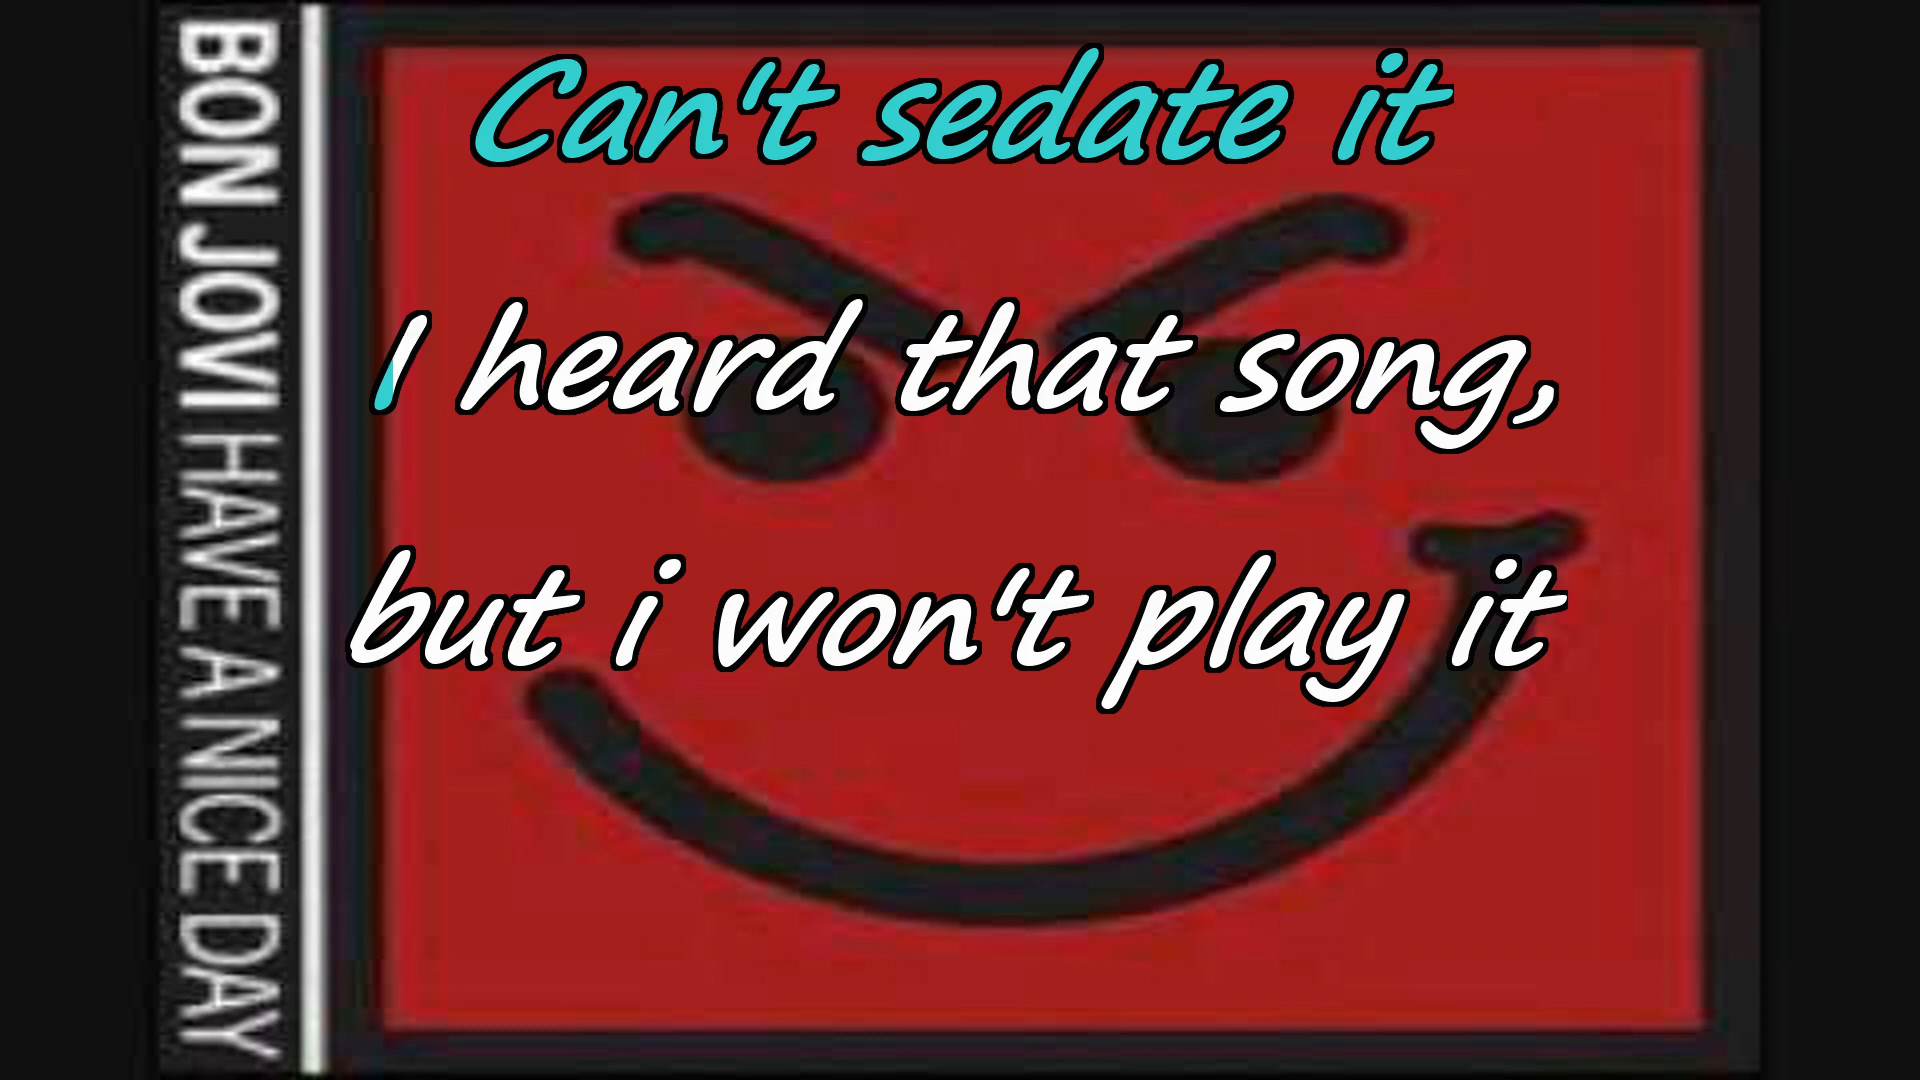 BON JOVI HAVE A NICE DAY
Can't sedate it
I heard that song,
but i won't play it